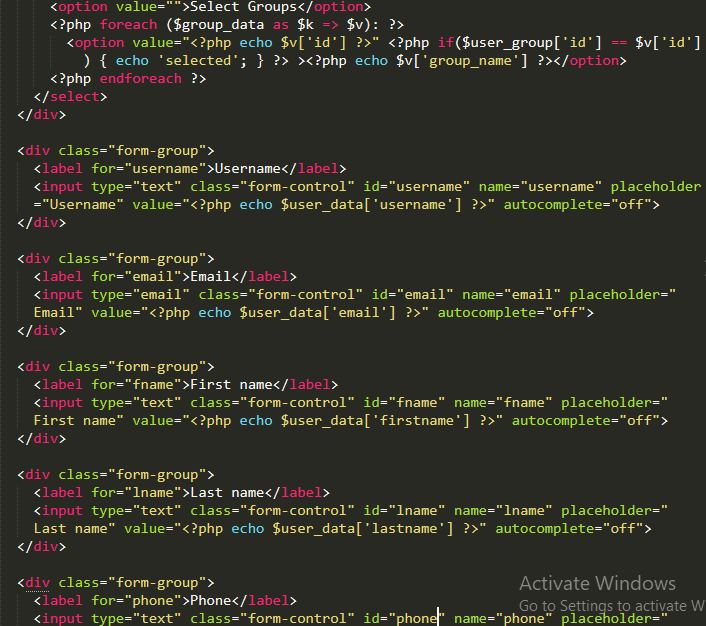 <option value="">Select Groups</option>
<?php foreach ($group_data as $k => $v): ?>
<option value="<?php echo $v['id'] ?>" <?php if($user_group['id'] == $v['id']
) { echo 'selected'; } ?> ><?php echo $v['group_name'] ?></option>
<?php endforeach ?>
</select>
</div>
<div class="form-group">
<label for="username">Username</label>
<input type="text" class="form-control" id="username" name="username" placeholder
="Username" value="<?php echo $user_data['username'] ?>" autocomplete="off">
</div>
<div class="form-group">
<label for="email">Email</label>
<input type="email" class="form-control" id="email" name="email" placeholder="
Email" value="<?php echo $user_data['email'] ?>" autocomplete="off">
</div>
<div class="form-group">
<label for="fname">First name</label>
<input type="text" class="form-control" id="fname" name="fname" placeholder="
First name" value="<?php echo $user_data['firstname'] ?>" autocomplete="off">
</div>
<div class="form-group">
<label for="lname">Last name</label>
<input type="text" class="form-control" id="lname" name="lname" placeholder="
Last name" value="<?php echo $user_data['lastname'] ?>" autocomplete="off">
</div>
<div class="form-group">
<label for="phone">Phone</label>
<input type="text" class="form-control" id="phone" name="phone" placeholder="
Activate Windows
Go to Settings to activate W